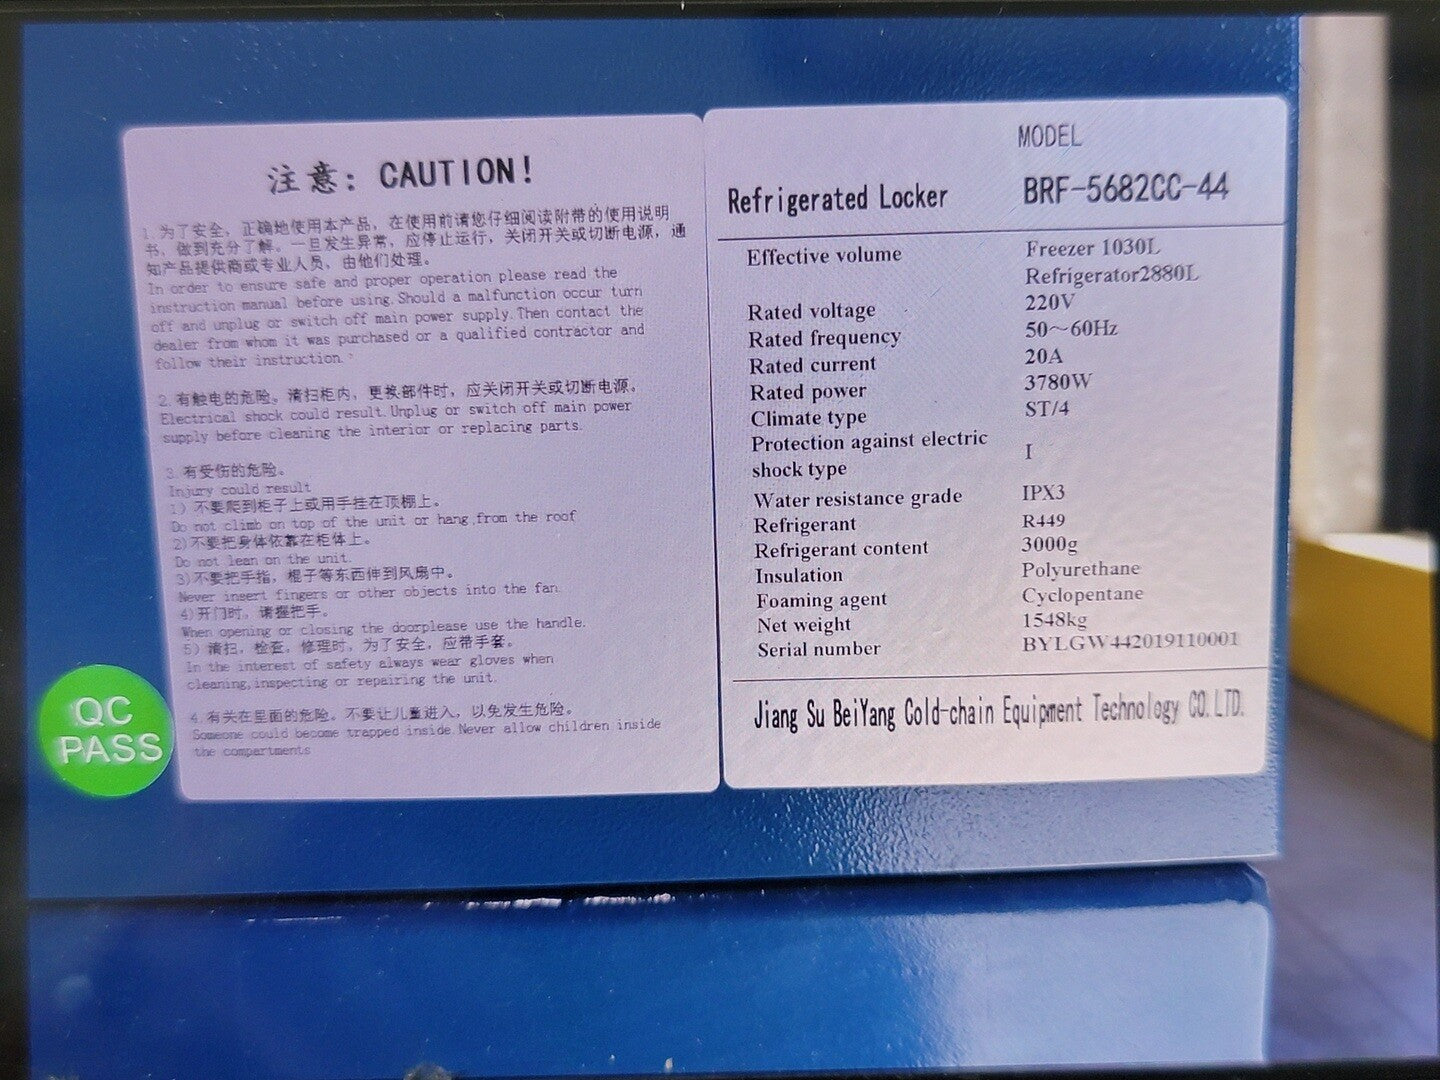 注意: CAUTION!
1.为了安全，正确地使用本产品，在使用前请您仔细阅读附带的使用说明
书，做到充分了解。一旦发生异常，应停止运行，关闭开关或切断电源，通
知产品提供商或专业人员，由他们处理。
In order to ensure safe and proper operation please read the
instruction manual before using.Should a malfunction occur turn
off and unplug or switch off main power supply.Then contact the
dealer from whom it was purchased or a qualified contractor and
follow their instruction.
2.有触电的危险。清扫柜内，更换部件时，应关闭开关或切断电源。
Electrical shock could result.Unplug or switch off main power
supply before cleaning the interior or replacing parts.
3.有受伤的危险。
Injury could result
1）不要爬到柜子上或用手挂在顶棚上。
Do not climb on top of the unit or hang from the roof
2)不要把身体依靠在柜体上。
Do not lean on the unit.
3)不要把手指，棍子等东西伸到风扇中。
Never insert fingers or other objects into the fan
4)开门时，请握把手。
When opening or closing the doorplease use the handle.
5）清扫，检查，修理时，为了安全，应带手套。
In the interest of safety always wear gloves when
cleaning,inspecting or repairing the unit.
4.有关在里面的危险。不要让儿童进入，以免发生危险。
Someone could become trapped inside.Never allow children inside
the compartments
QC
PASS
MODEL
Refrigerated Locker BRF-5682CC-44
Effective volume Freezer 1030L
Refrigerator2880L
Rated voltage 220V
Rated frequency 50～60Hz
Rated current 20A
Rated power 3780W
Climate type ST/4
Protection against electric
shock type I
Water resistance grade IPX3
Refrigerant R449
Refrigerant content 3000g
Insulation Polyurethane
Foaming agent Cyclopentane
Net weight 1548kg
Serial number BYLGW442019110001
Jiang Su BeiYang Cold-chain Equipment Technology CO.LTD.